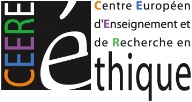 CEERE
Centre Européen
d'Enseignement et
de Recherche en
éthique